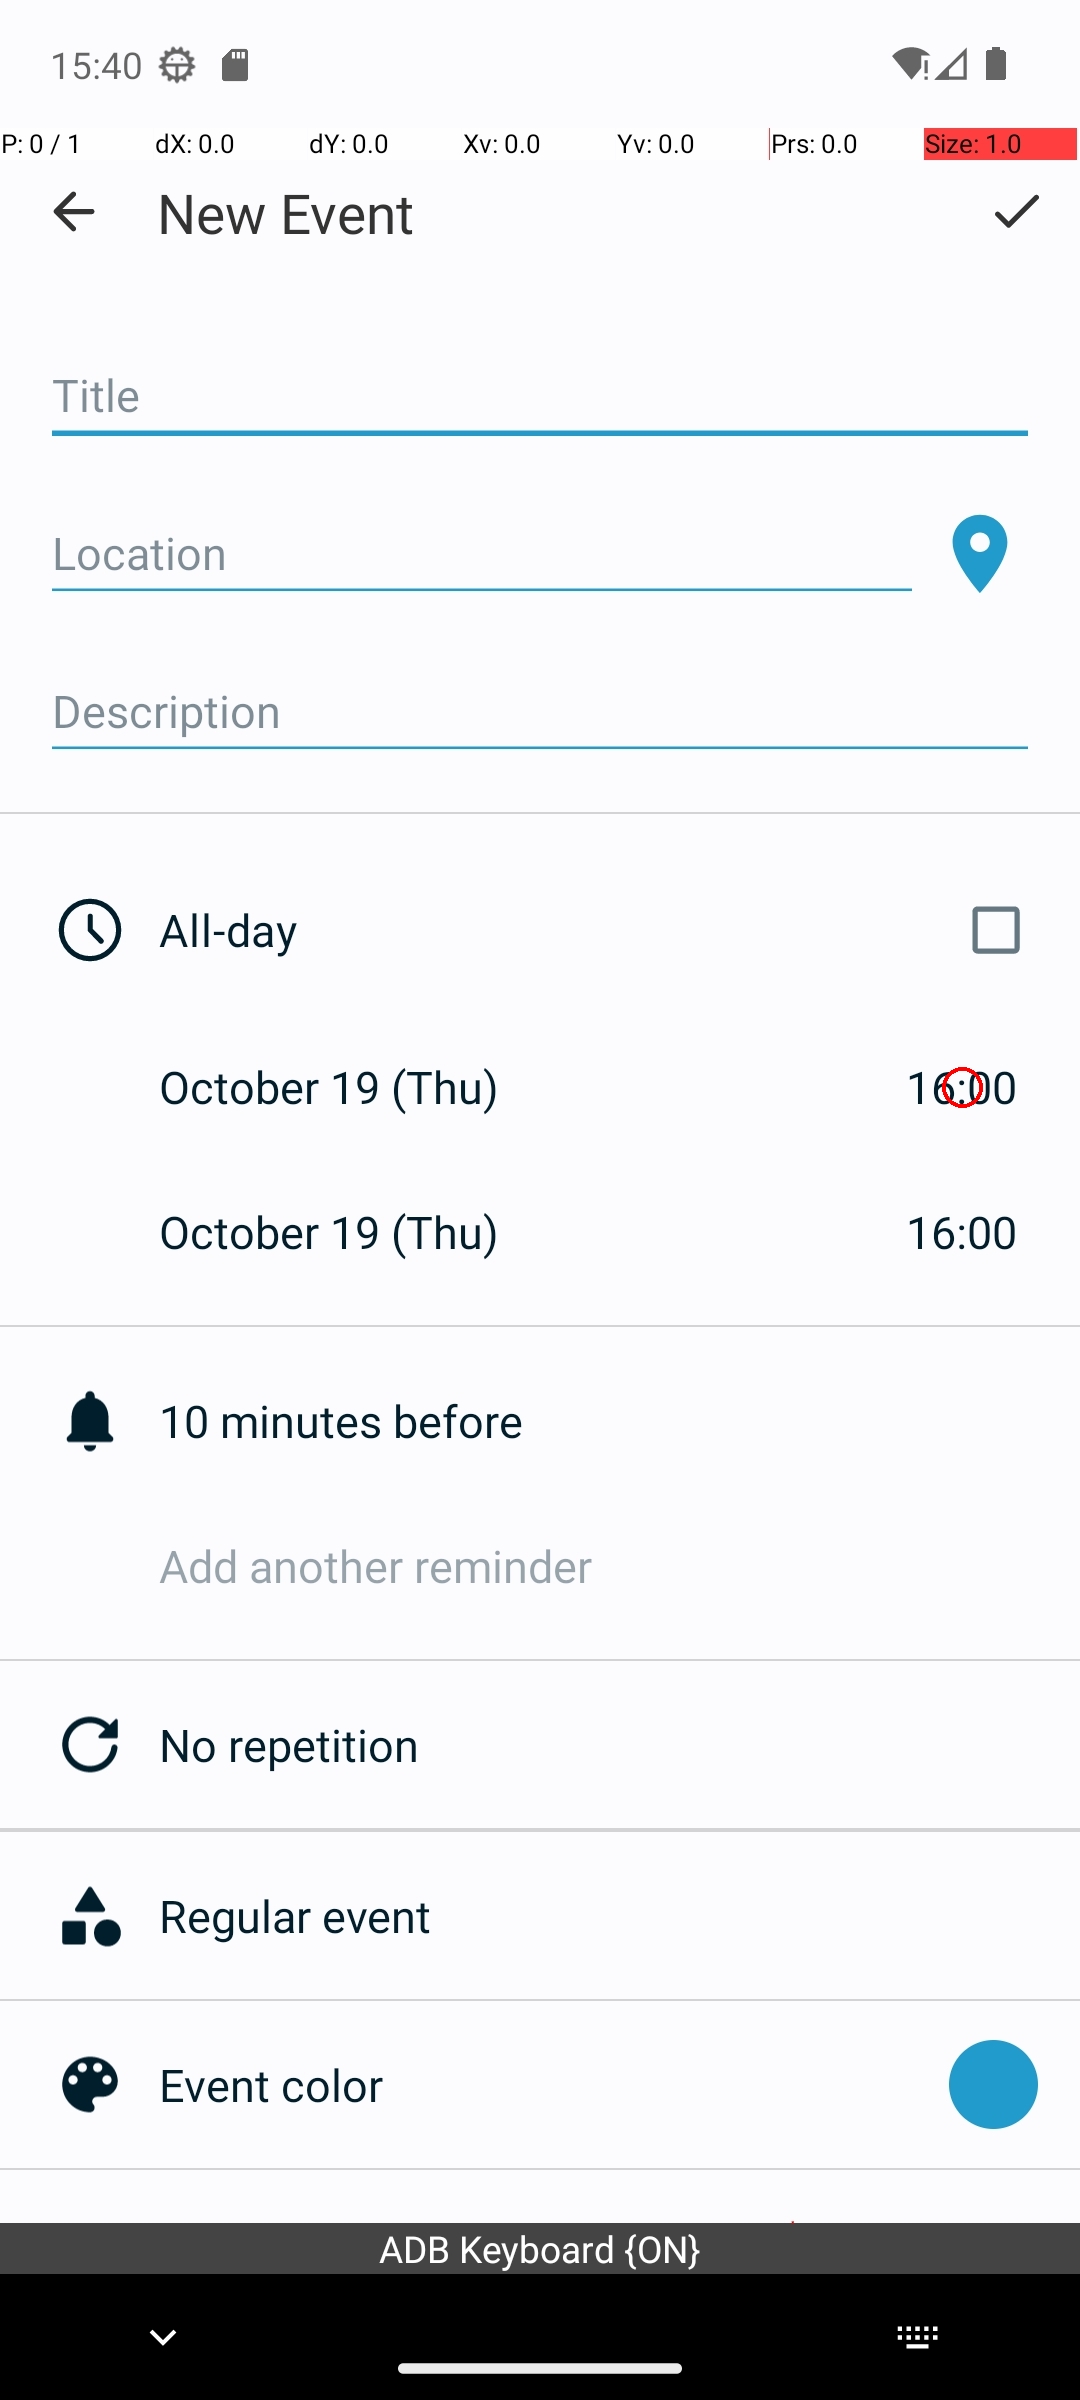 15:40
P: 0 / 1 dX: 0.0 dY: 0.0 Xv: 0.0 Yv: 0.0 Prs: 0.0 Size: 1.0
New Event
Title
Location
Description
All-day
October 19 (Thu) 16:00
October 19 (Thu) 16:00
10 minutes before
Add another reminder
No repetition
Regular event
Event color
ADB Keyboard {ON}